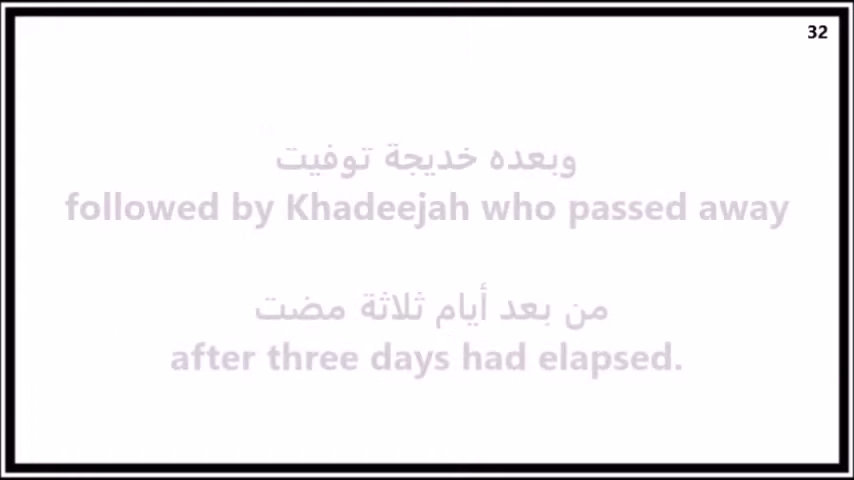 32
وبعده خديجة توفيت
followed by Khadeejah who passed away
من بعد أيام ثلاثة مضت
after three days had elapsed.